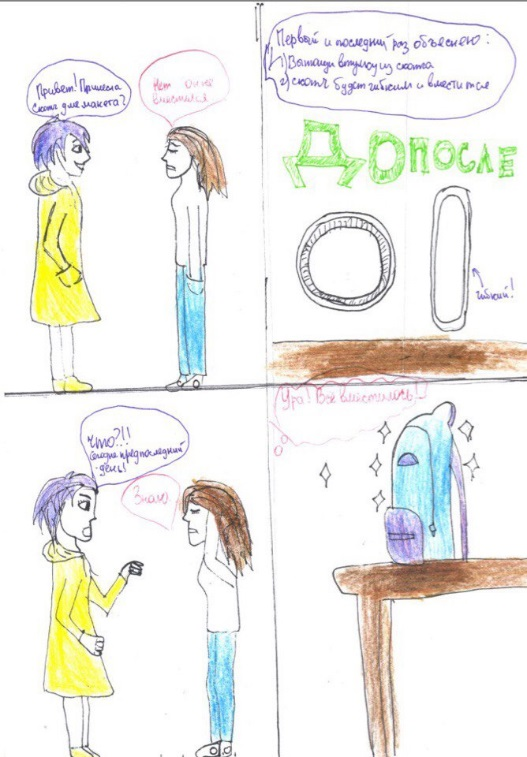 Привет! Принесла
скотч для макета?
Нет он не
вместился
Что?!!
Сегодня предпоследний
день!
Знаю
Первый и последний раз объясняю:
1) Вытащи втулку из скотча
2) скотч будет гибким и вместится
ДО ПОСЛЕ
гибкий!
Ура! Всё вместилось!